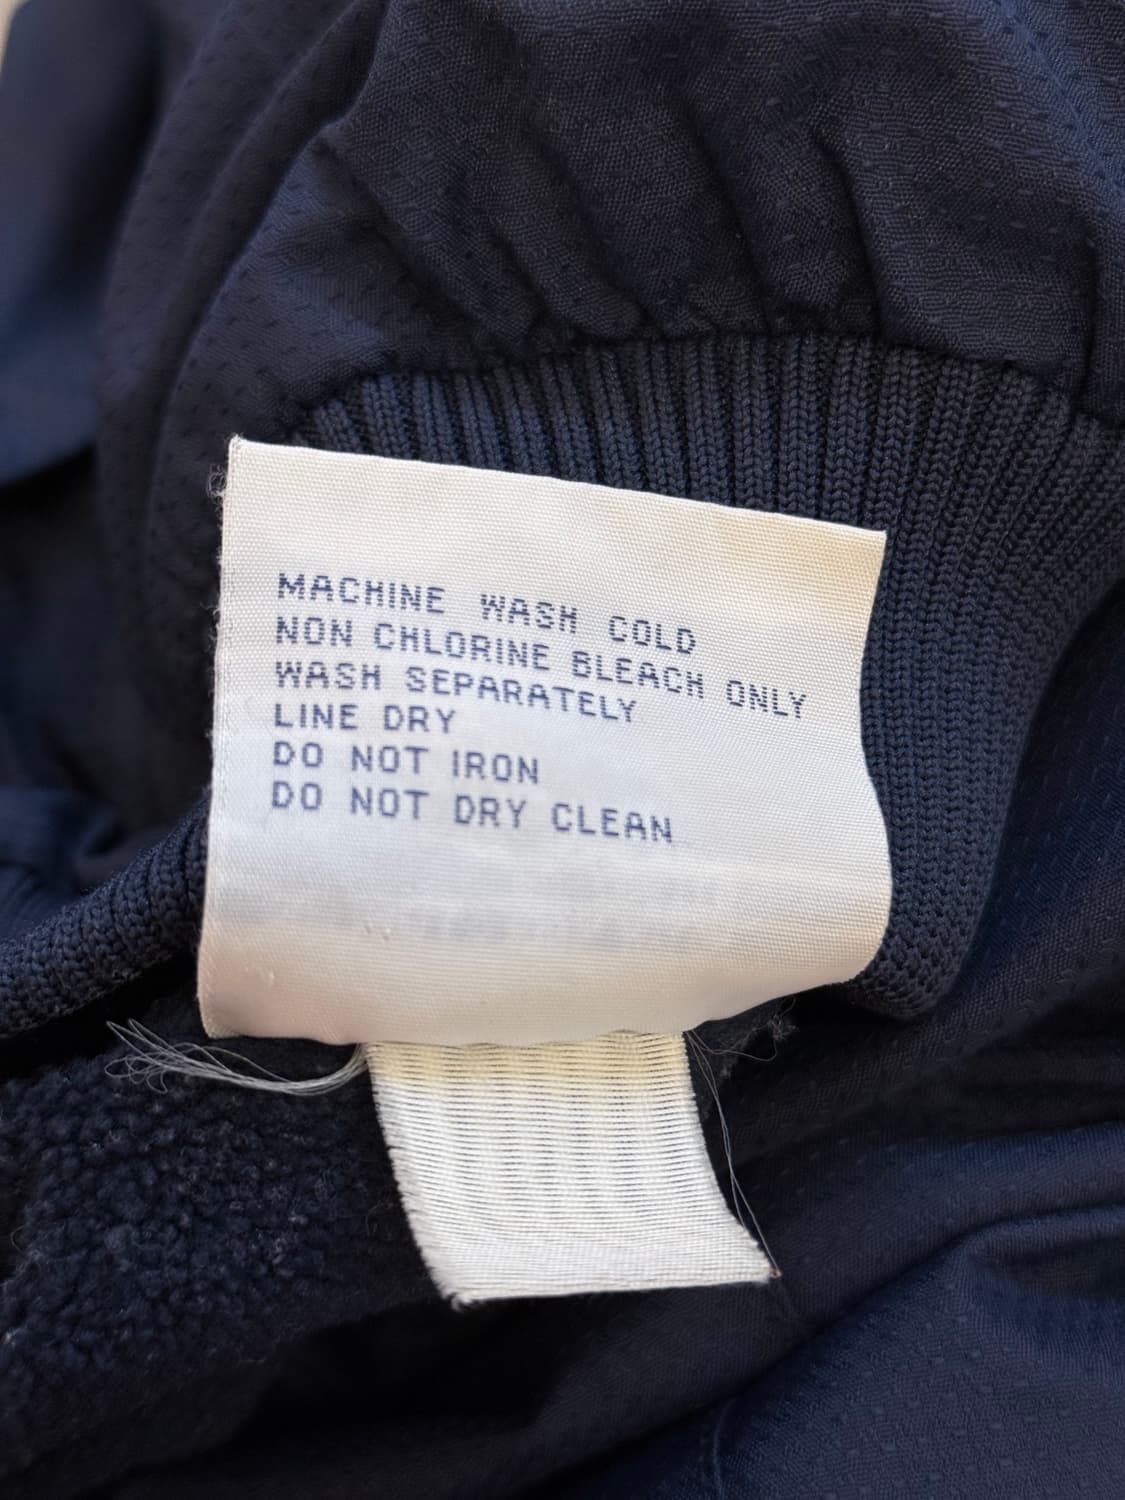 MACHINE WASH COLD
NON CHLORINE BLEACH ONLY
WASH SEPARATELY
LINE DRY
DO NOT IRON
DO NOT DRY CLEAN